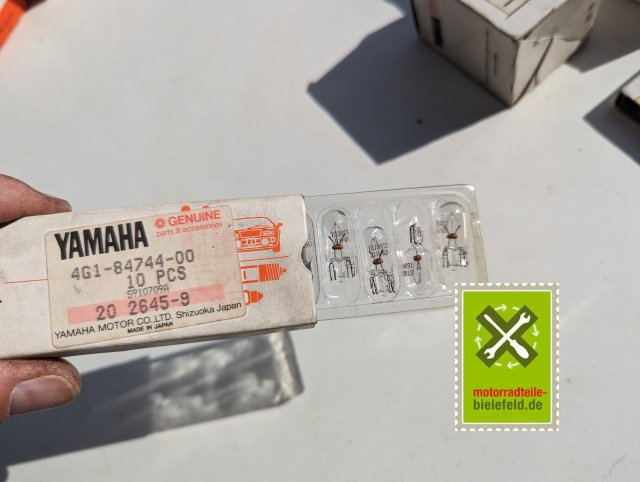 YAMAHA
GENUINE
parts & accessories
4G1-84744-00
10 PCS
6910709A
20 2645-9
YAMAHA MOTOR CO.,LTD. Shizuoka Japan
MADE IN JAPAN
motorradteile-
bielefeld.de